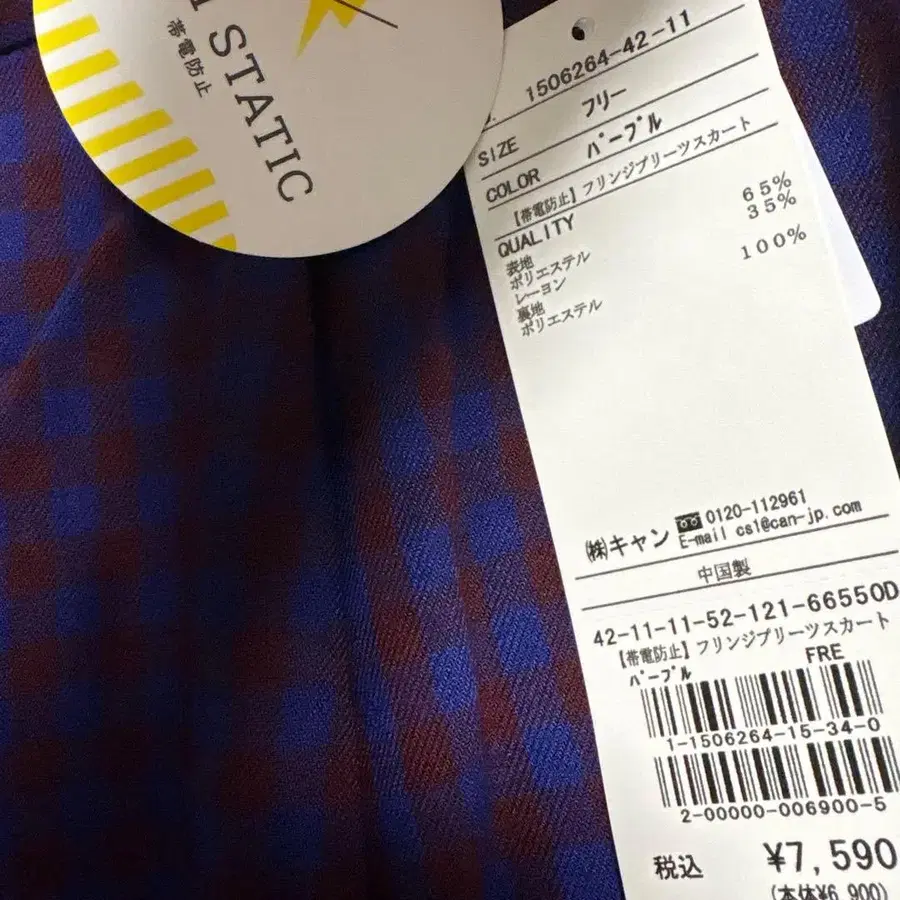 STATIC
帯電防止
1506264-42-11
SIZE フリー
COLOR パープル
【帯電防止】フリンジプリーツスカート
QUALITY
表地
ポリエステル 65%
レーヨン 35%
裏地
ポリエステル 100%
㈱キャン 0120-112961
E-mail cs1@can-jp.com
中国製
42-11-11-52-121-66550D
【帯電防止】フリンジプリーツスカート
パープル FRE
1-1506264-15-34-0
2-00000-006900-5
税込 ¥7,590
(本体¥6,900)